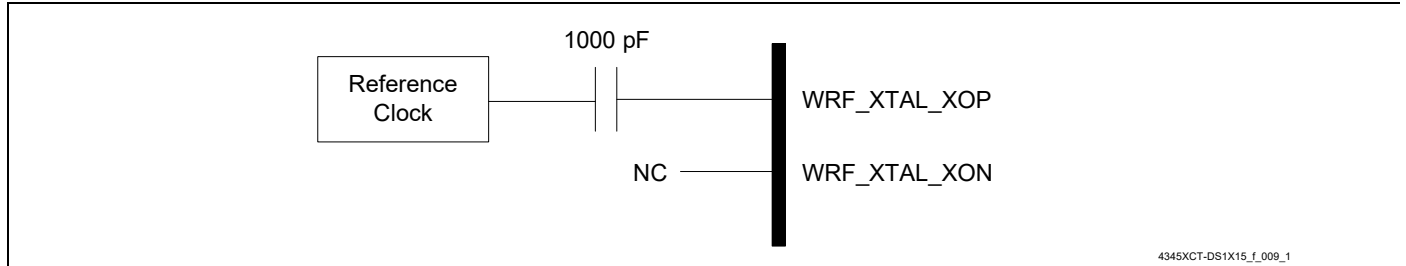 1000 pF
Reference
Clock
WRF_XTAL_XOP
NC
WRF_XTAL_XON
4345XCT-DS1X15_f_009_1